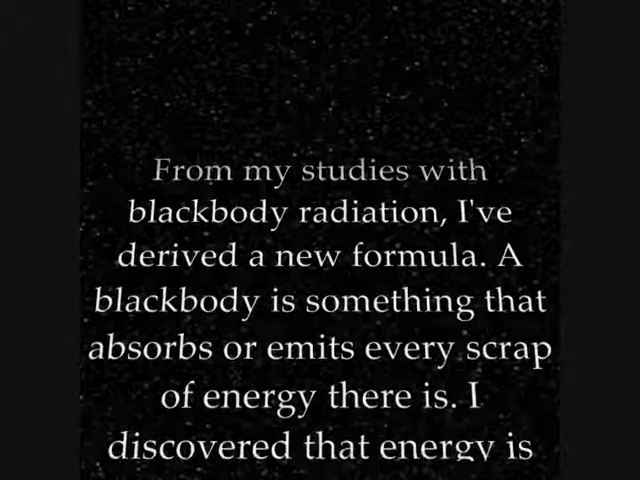 From my studies with
blackbody radiation, I've
derived a new formula. A
blackbody is something that
absorbs or emits every scrap
of energy there is. I
discovered that energy is